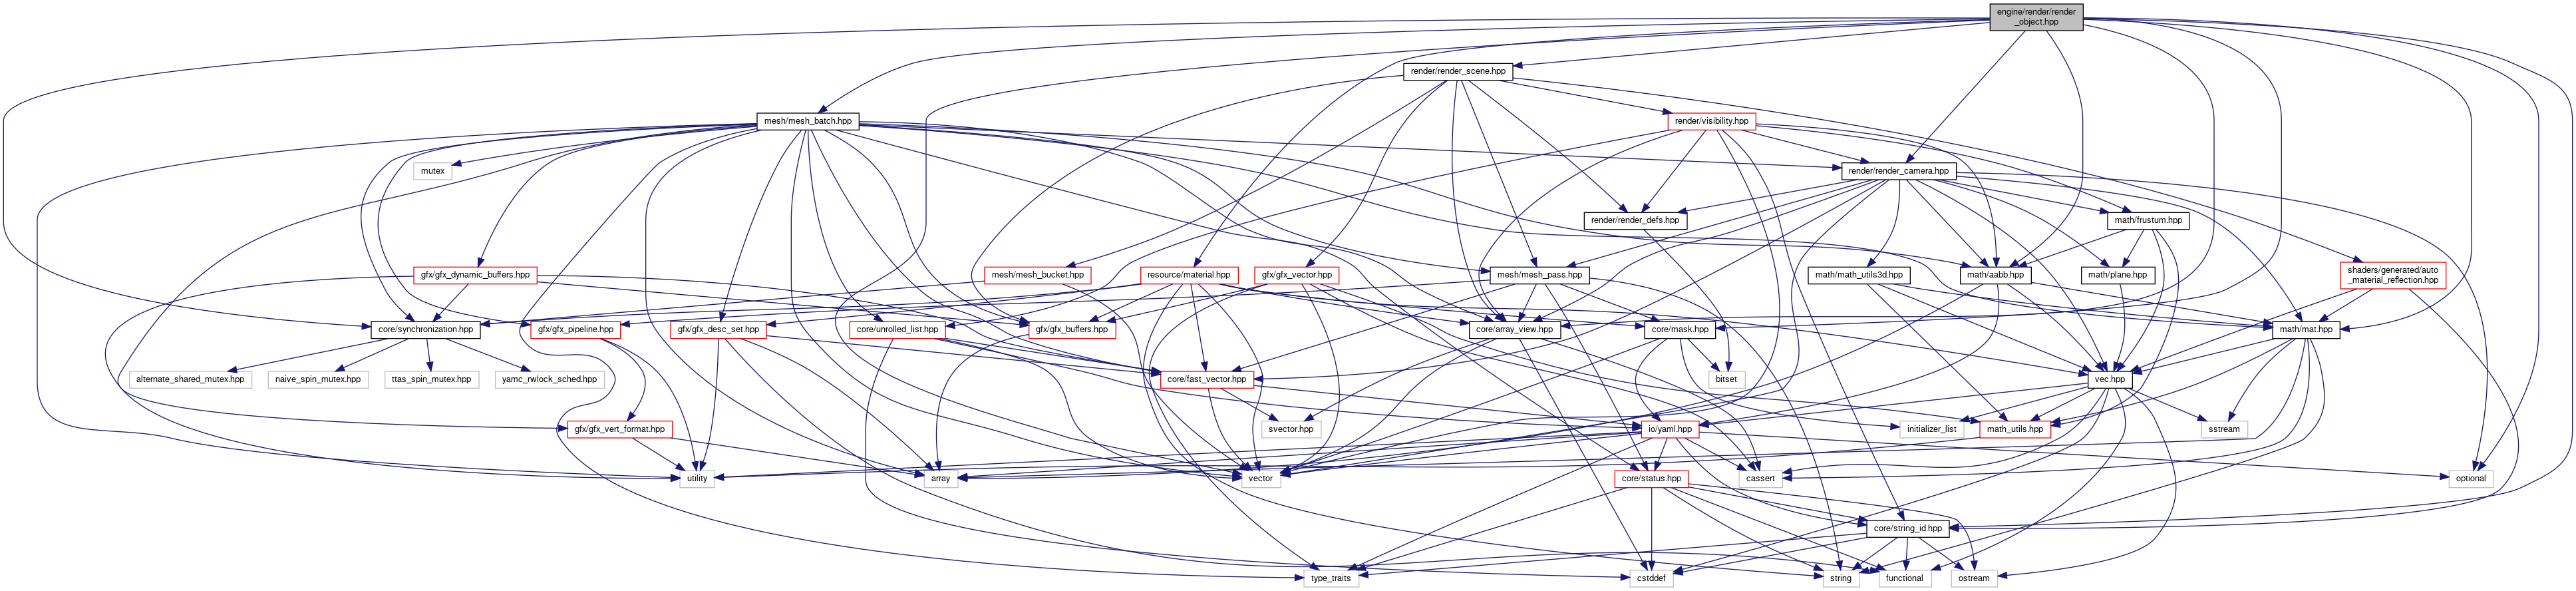 engine/render/render
_object.hpp
render/render_scene.hpp
mesh/mesh_batch.hpp
render/visibility.hpp
mutex
render/render_camera.hpp
render/render_defs.hpp
math/frustum.hpp
gfx/gfx_dynamic_buffers.hpp
mesh/mesh_bucket.hpp
resource/material.hpp
gfx/gfx_vector.hpp
mesh/mesh_pass.hpp
math/math_utils3d.hpp
math/aabb.hpp
math/plane.hpp
shaders/generated/auto
_material_reflection.hpp
core/synchronization.hpp
gfx/gfx_pipeline.hpp
gfx/gfx_desc_set.hpp
core/unrolled_list.hpp
gfx/gfx_buffers.hpp
core/array_view.hpp
core/mask.hpp
math/mat.hpp
alternate_shared_mutex.hpp
naive_spin_mutex.hpp
ttas_spin_mutex.hpp
yamc_rwlock_sched.hpp
core/fast_vector.hpp
bitset
vec.hpp
gfx/gfx_vert_format.hpp
svector.hpp
io/yaml.hpp
initializer_list
math_utils.hpp
sstream
utility
array
vector
core/status.hpp
cassert
optional
core/string_id.hpp
type_traits
cstddef
string
functional
ostream